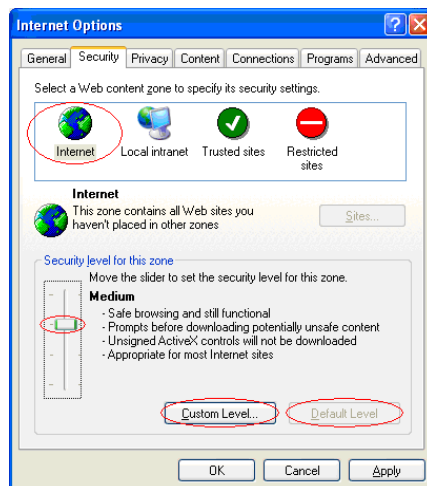 Internet Options
General Security Privacy Content Connections Programs Advanced
Select a Web content zone to specify its security settings.
Internet Local intranet Trusted sites Restricted
sites
Internet
This zone contains all Web sites you
haven't placed in other zones
Sites...
Security level for this zone
Move the slider to set the security level for this zone.
Medium
- Safe browsing and still functional
- Prompts before downloading potentially unsafe content
- Unsigned ActiveX controls will not be downloaded
- Appropriate for most Internet sites
Custom Level... Default Level
OK Cancel Apply